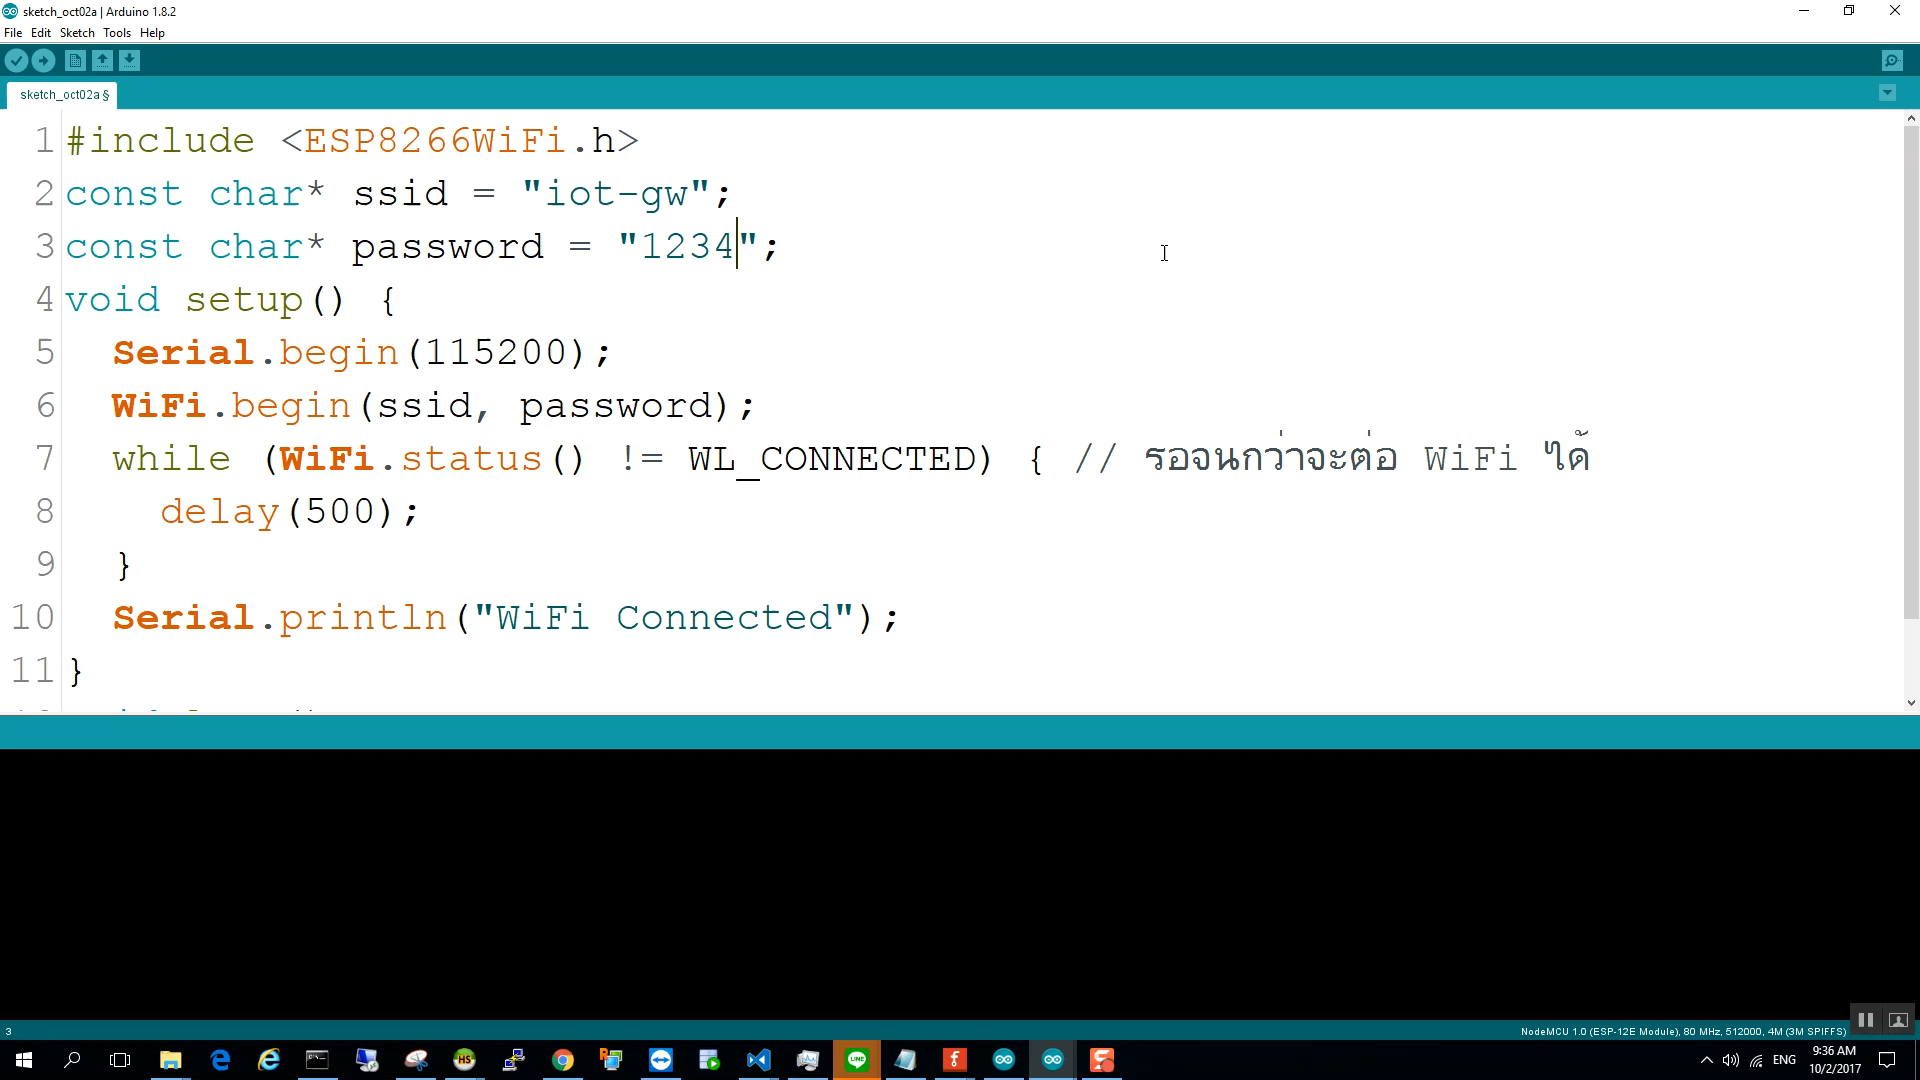 sketch_oct02a | Arduino 1.8.2
File Edit Sketch Tools Help
sketch_oct02a §
1 #include <ESP8266WiFi.h>
2 const char* ssid = "iot-gw";
3 const char* password = "1234";
4 void setup() {
5 Serial.begin(115200);
6 WiFi.begin(ssid, password);
7 while (WiFi.status() != WL_CONNECTED) { // รอจนกว่าจะต่อ WiFi ได้
8 delay(500);
9 }
10 Serial.println("WiFi Connected");
11 }
3
NodeMCU 1.0 (ESP-12E Module), 80 MHz, 512000, 4M (3M SPIFFS)
HS
LINE
ENG
9:36 AM
10/2/2017